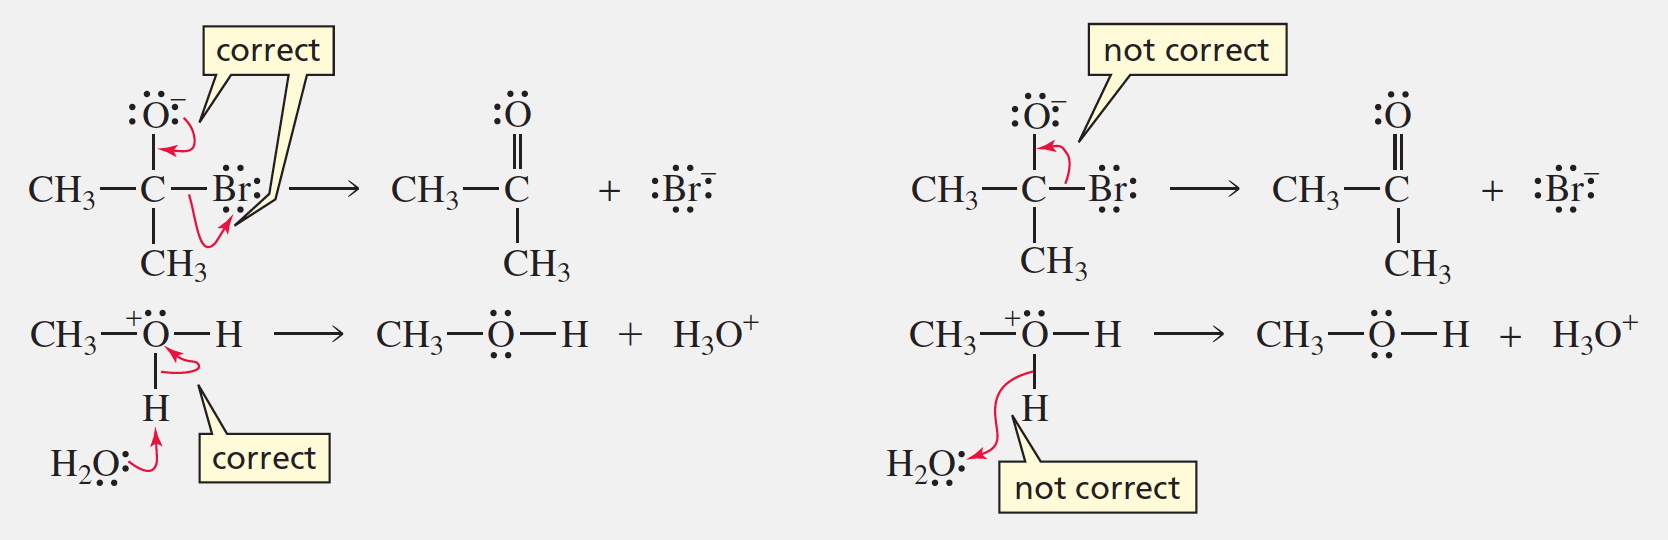 correct
not correct
:Ö:⁻
:Ö:⁻
:O
:O
CH₃—C—Br: → CH₃—C + :Br:⁻
CH₃—C—Br: → CH₃—C + :Br:⁻
CH₃
CH₃
CH₃
CH₃
CH₃—⁺O—H → CH₃—O—H + H₃O⁺
CH₃—⁺O—H → CH₃—O—H + H₃O⁺
H
H
H₂O:
correct
H₂O:
not correct